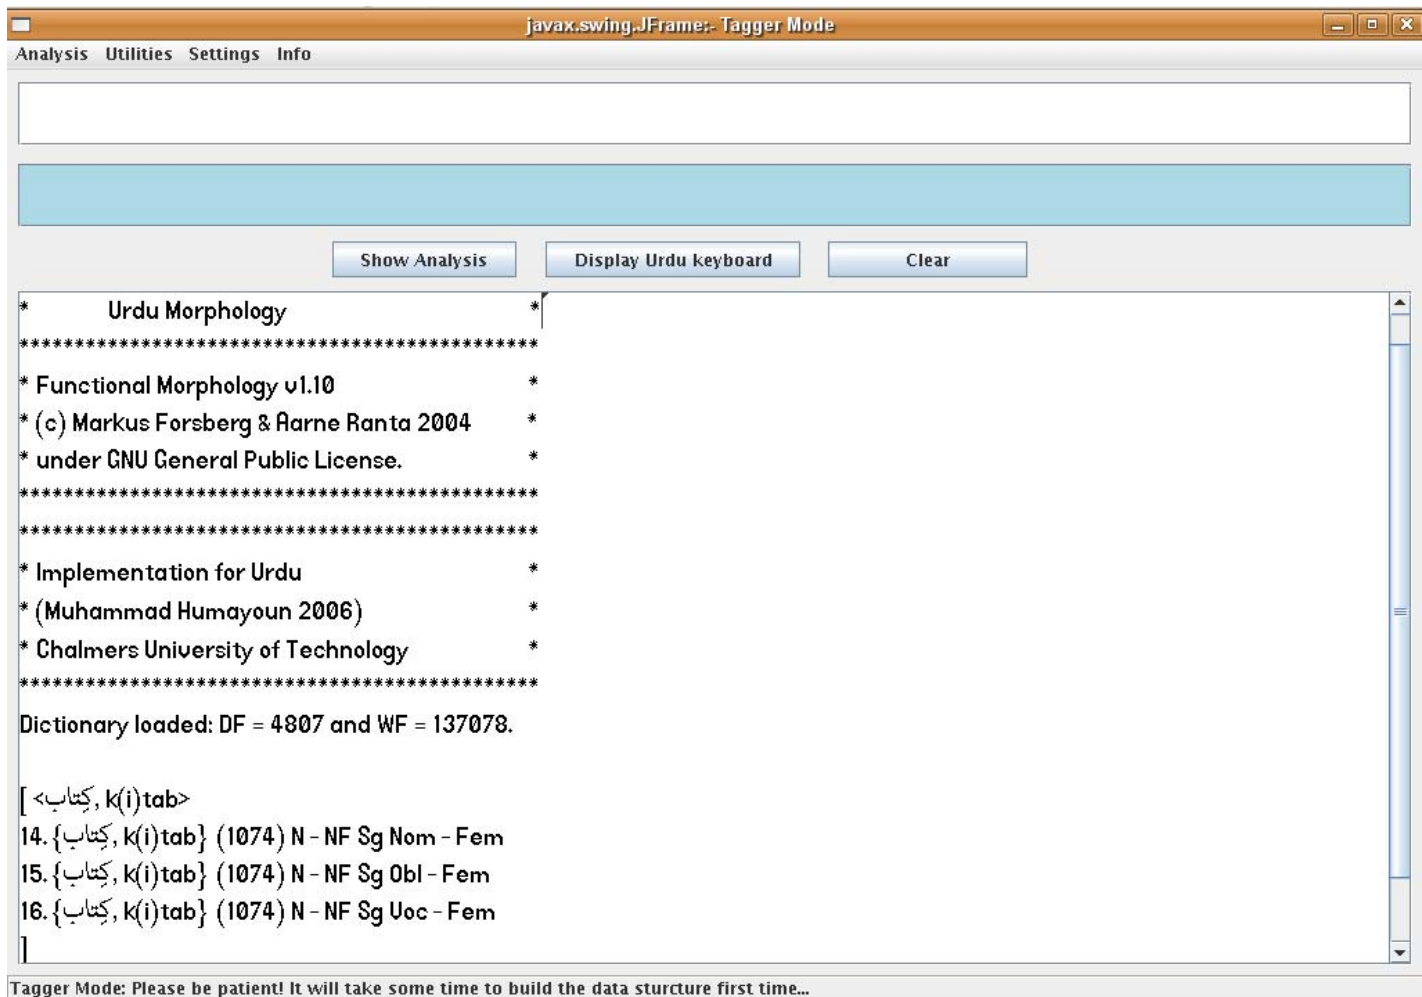 javax.swing.JFrame:- Tagger Mode
Analysis Utilities Settings Info
Show Analysis Display Urdu keyboard Clear
* Urdu Morphology *
***********************************************
* Functional Morphology v1.10 *
* (c) Markus Forsberg & Aarne Ranta 2004 *
* under GNU General Public License. *
***********************************************
***********************************************
* Implementation for Urdu *
* (Muhammad Humayoun 2006) *
* Chalmers University of Technology *
***********************************************
Dictionary loaded: DF = 4807 and WF = 137078.
[ <کِتاب, k(i)tab>
14. {کِتاب, k(i)tab} (1074) N - NF Sg Nom - Fem
15. {کِتاب, k(i)tab} (1074) N - NF Sg Obl - Fem
16. {کِتاب, k(i)tab} (1074) N - NF Sg Voc - Fem
]
Tagger Mode: Please be patient! It will take some time to build the data sturcture first time...